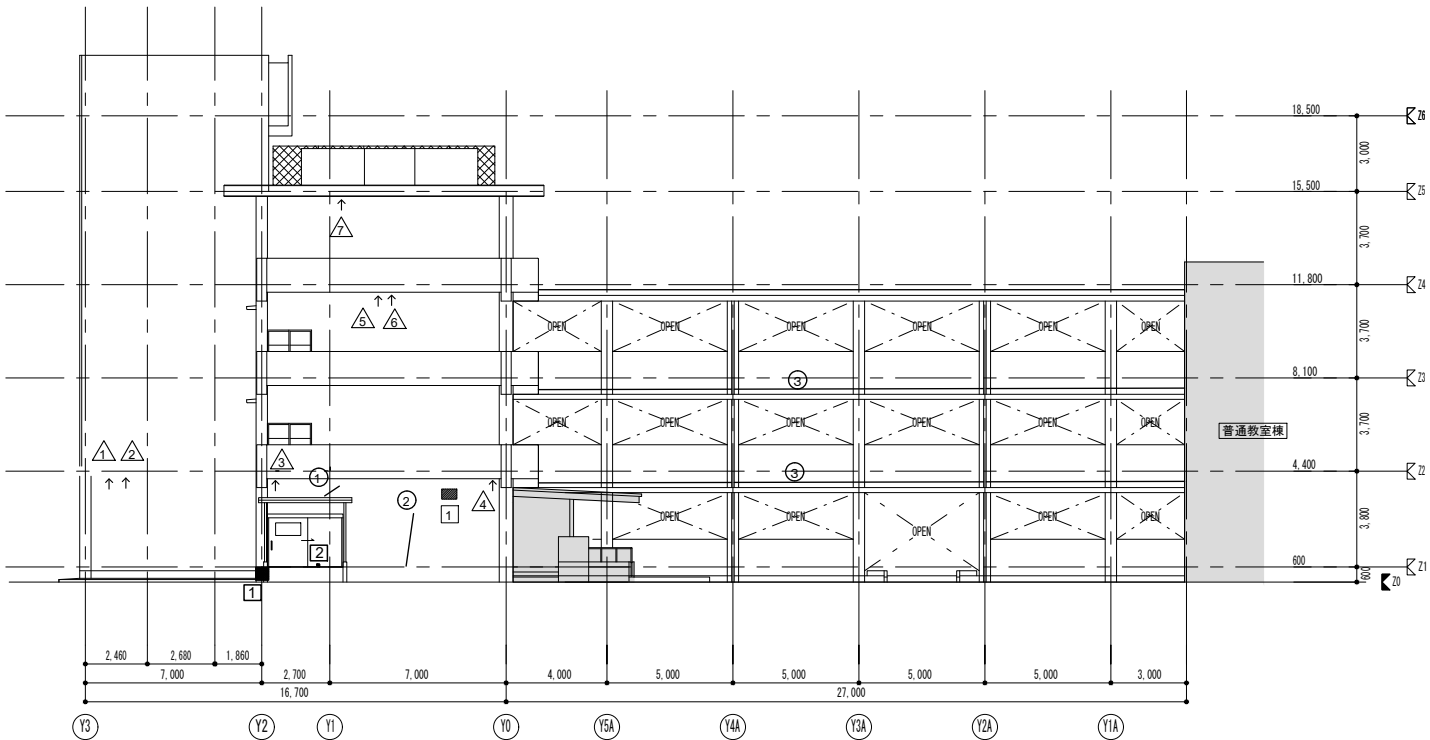 18,500
Z6
3,000
15,500
Z5
7
3,700
11,800
Z4
5
6
OPEN
OPEN
OPEN
OPEN
OPEN
OPEN
3,700
8,100
Z3
3
OPEN
OPEN
OPEN
OPEN
OPEN
OPEN
3,700
普通教室棟
1
2
3
1
3
4,400
Z2
2
1
4
OPEN
OPEN
OPEN
OPEN
OPEN
3,800
2
600
Z1
600
Z0
1
2,460
2,680
1,860
7,000
2,700
7,000
4,000
5,000
5,000
5,000
5,000
3,000
16,700
27,000
Y3
Y2
Y1
Y0
Y5A
Y4A
Y3A
Y2A
Y1A